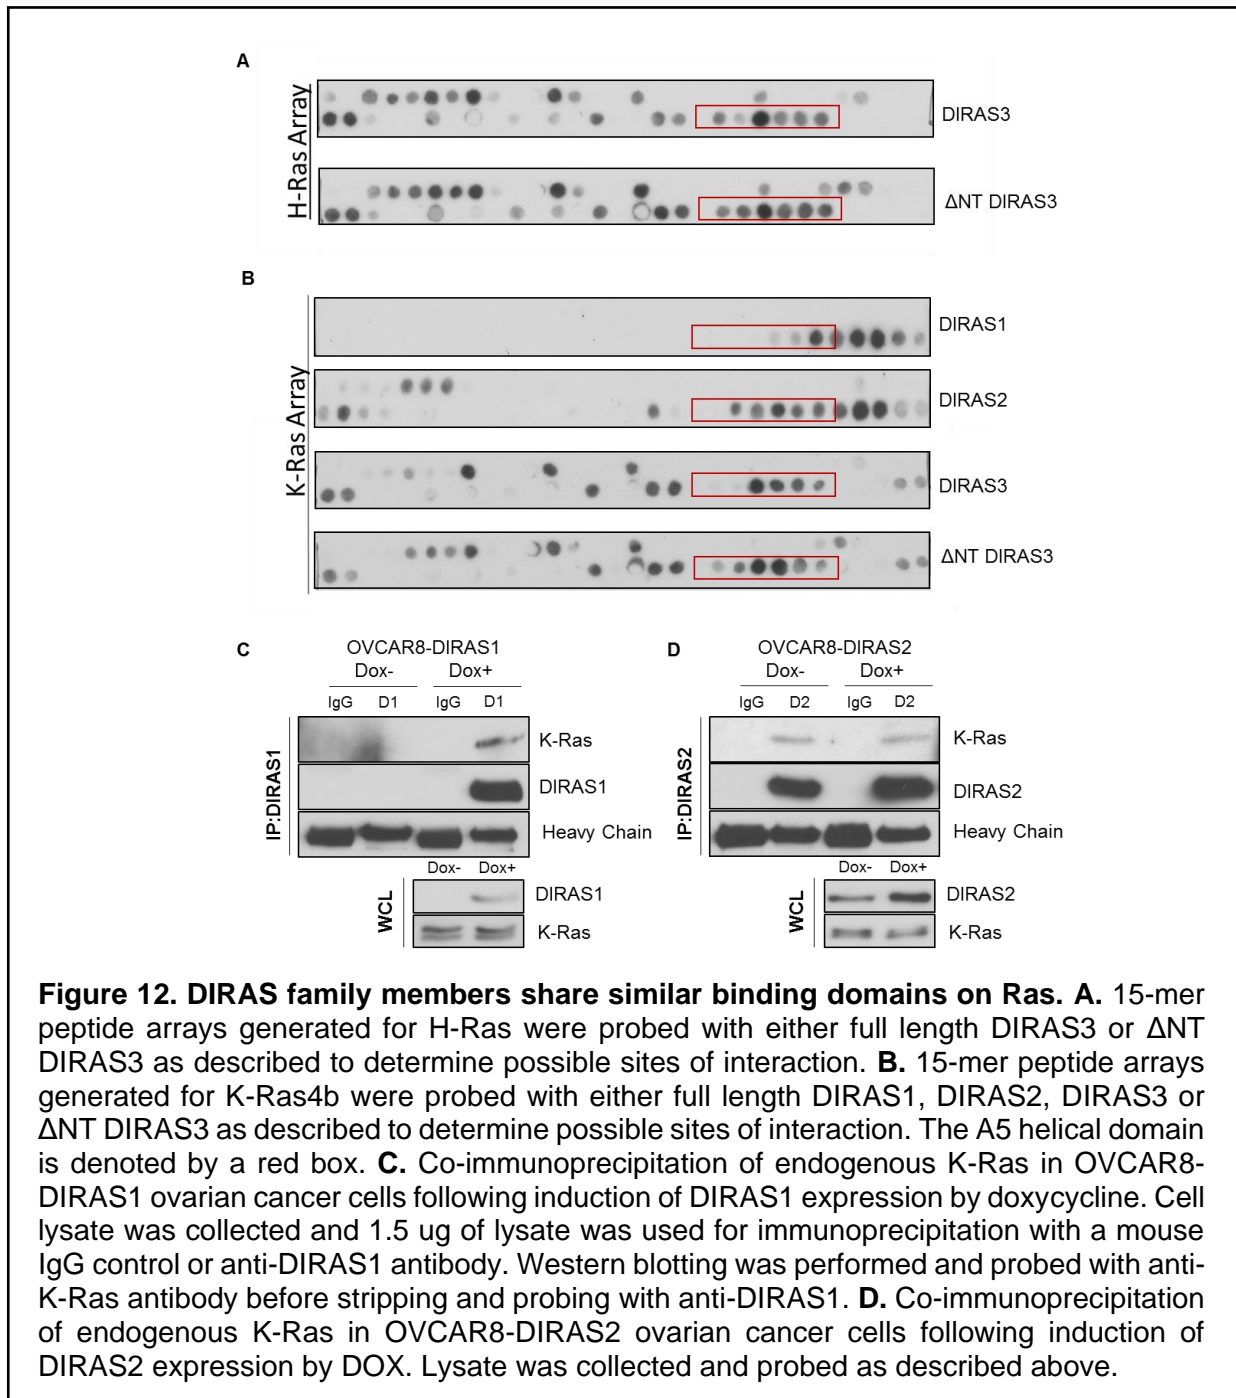 A
H-Ras Array
DIRAS3
ΔNT DIRAS3
B
K-Ras Array
DIRAS1
DIRAS2
DIRAS3
ΔNT DIRAS3
C
OVCAR8-DIRAS1
Dox- Dox+
IgG D1 IgG D1
IP:DIRAS1
K-Ras
DIRAS1
Heavy Chain
Dox- Dox+
WCL
DIRAS1
K-Ras
D
OVCAR8-DIRAS2
Dox- Dox+
IgG D2 IgG D2
IP:DIRAS2
K-Ras
DIRAS2
Heavy Chain
Dox- Dox+
WCL
DIRAS2
K-Ras
Figure 12. DIRAS family members share similar binding domains on Ras. A. 15-mer
peptide arrays generated for H-Ras were probed with either full length DIRAS3 or ΔNT
DIRAS3 as described to determine possible sites of interaction. B. 15-mer peptide arrays
generated for K-Ras4b were probed with either full length DIRAS1, DIRAS2, DIRAS3 or
ΔNT DIRAS3 as described to determine possible sites of interaction. The A5 helical domain
is denoted by a red box. C. Co-immunoprecipitation of endogenous K-Ras in OVCAR8-
DIRAS1 ovarian cancer cells following induction of DIRAS1 expression by doxycycline. Cell
lysate was collected and 1.5 ug of lysate was used for immunoprecipitation with a mouse
IgG control or anti-DIRAS1 antibody. Western blotting was performed and probed with anti-
K-Ras antibody before stripping and probing with anti-DIRAS1. D. Co-immunoprecipitation
of endogenous K-Ras in OVCAR8-DIRAS2 ovarian cancer cells following induction of
DIRAS2 expression by DOX. Lysate was collected and probed as described above.